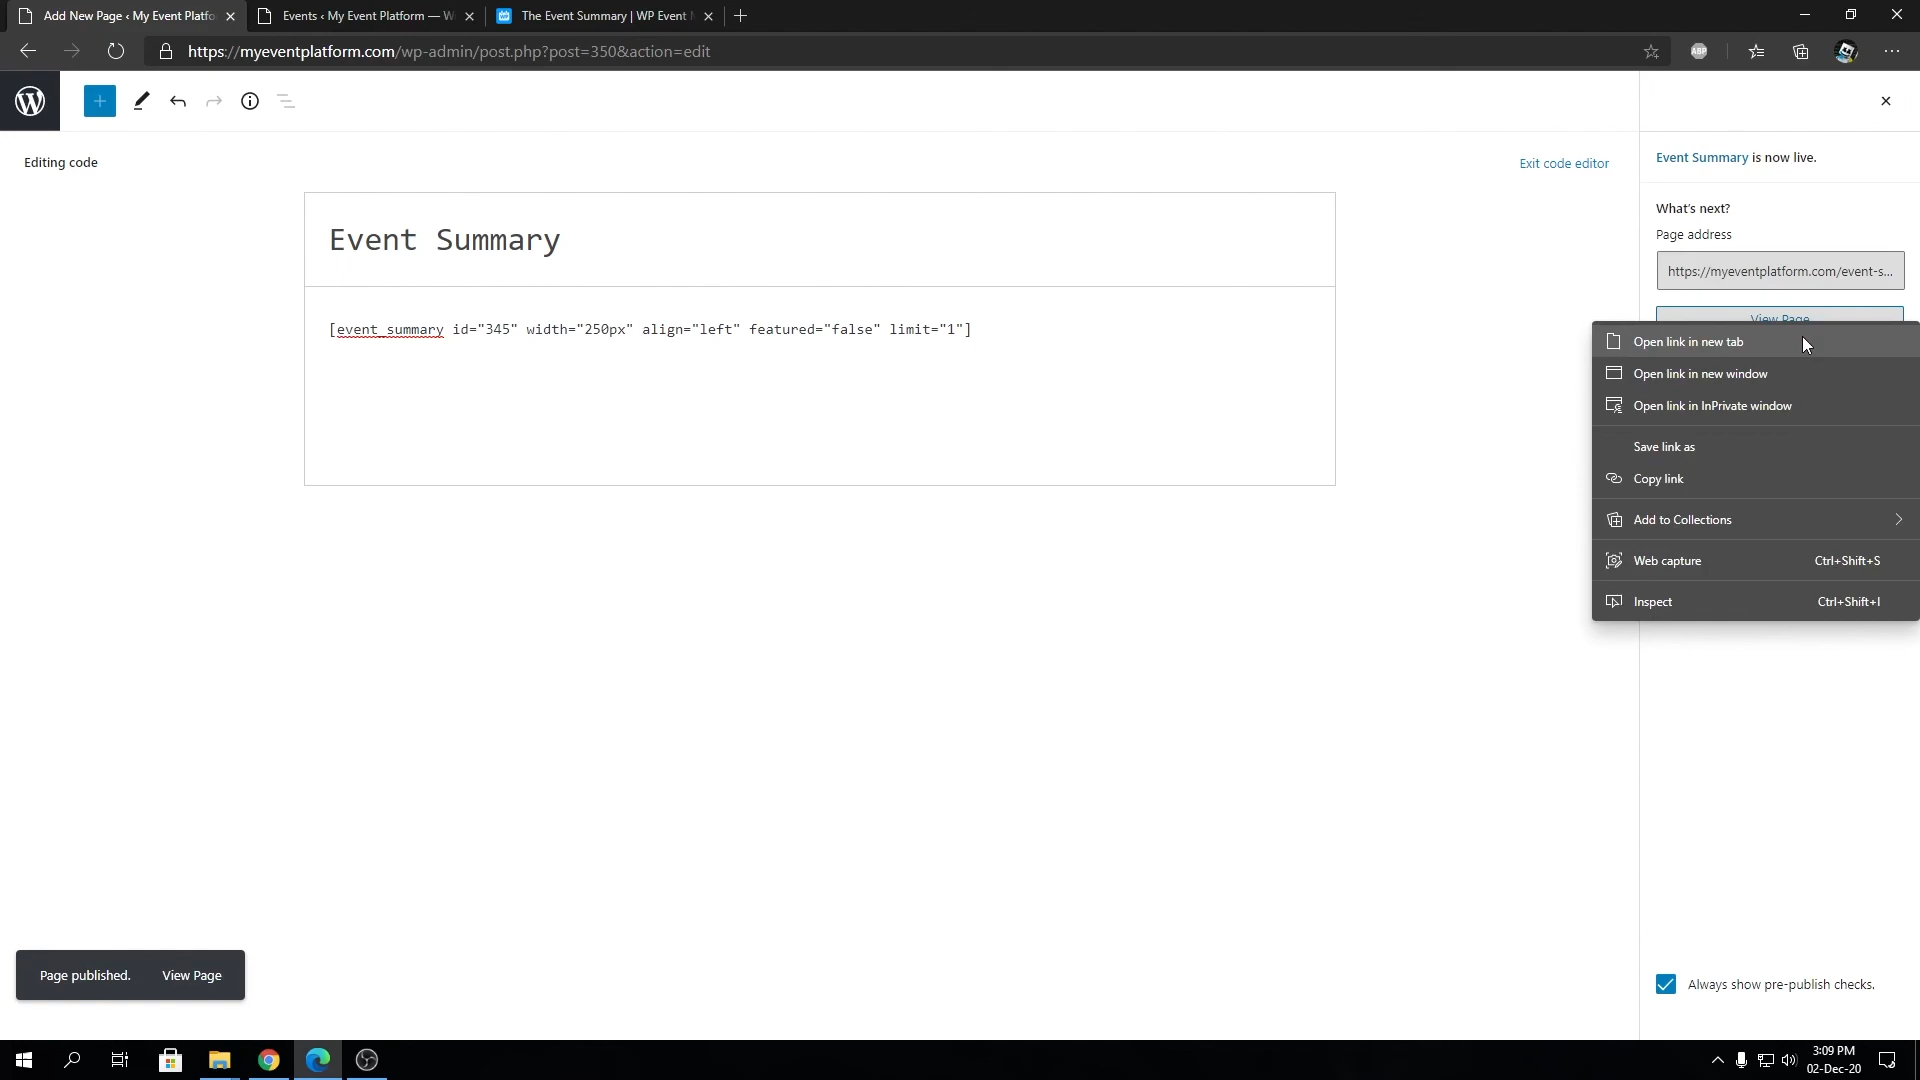 Add New Page ‹ My Event Platfo
Events ‹ My Event Platform — W
The Event Summary | WP Event M
https://myeventplatform.com/wp-admin/post.php?post=350&action=edit
ABP
Editing code
Exit code editor
Event Summary is now live.
Event Summary
What's next?
Page address
https://myeventplatform.com/event-s...
View Page
[event_summary id="345" width="250px" align="left" featured="false" limit="1"]
Open link in new tab
Open link in new window
Open link in InPrivate window
Save link as
Copy link
Add to Collections
Web capture Ctrl+Shift+S
Inspect Ctrl+Shift+I
Page published. View Page
Always show pre-publish checks.
3:09 PM
02-Dec-20